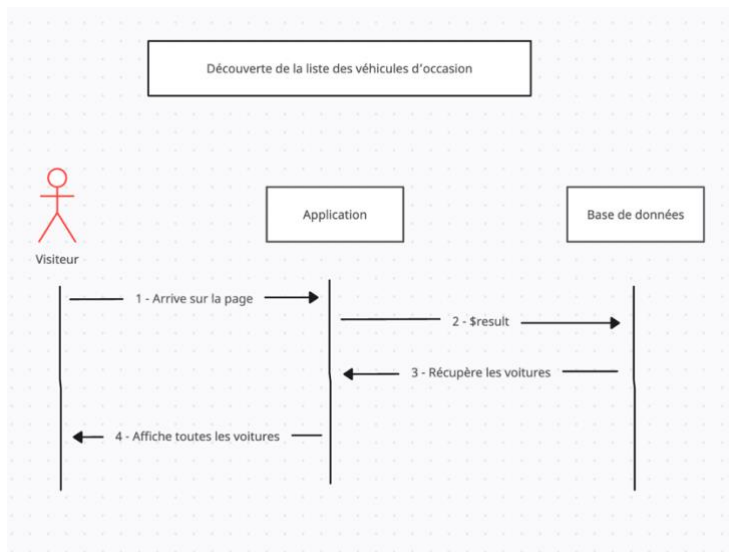 Découverte de la liste des véhicules d'occasion
Application
Base de données
Visiteur
1 - Arrive sur la page
2 - $result
3 - Récupère les voitures
4 - Affiche toutes les voitures